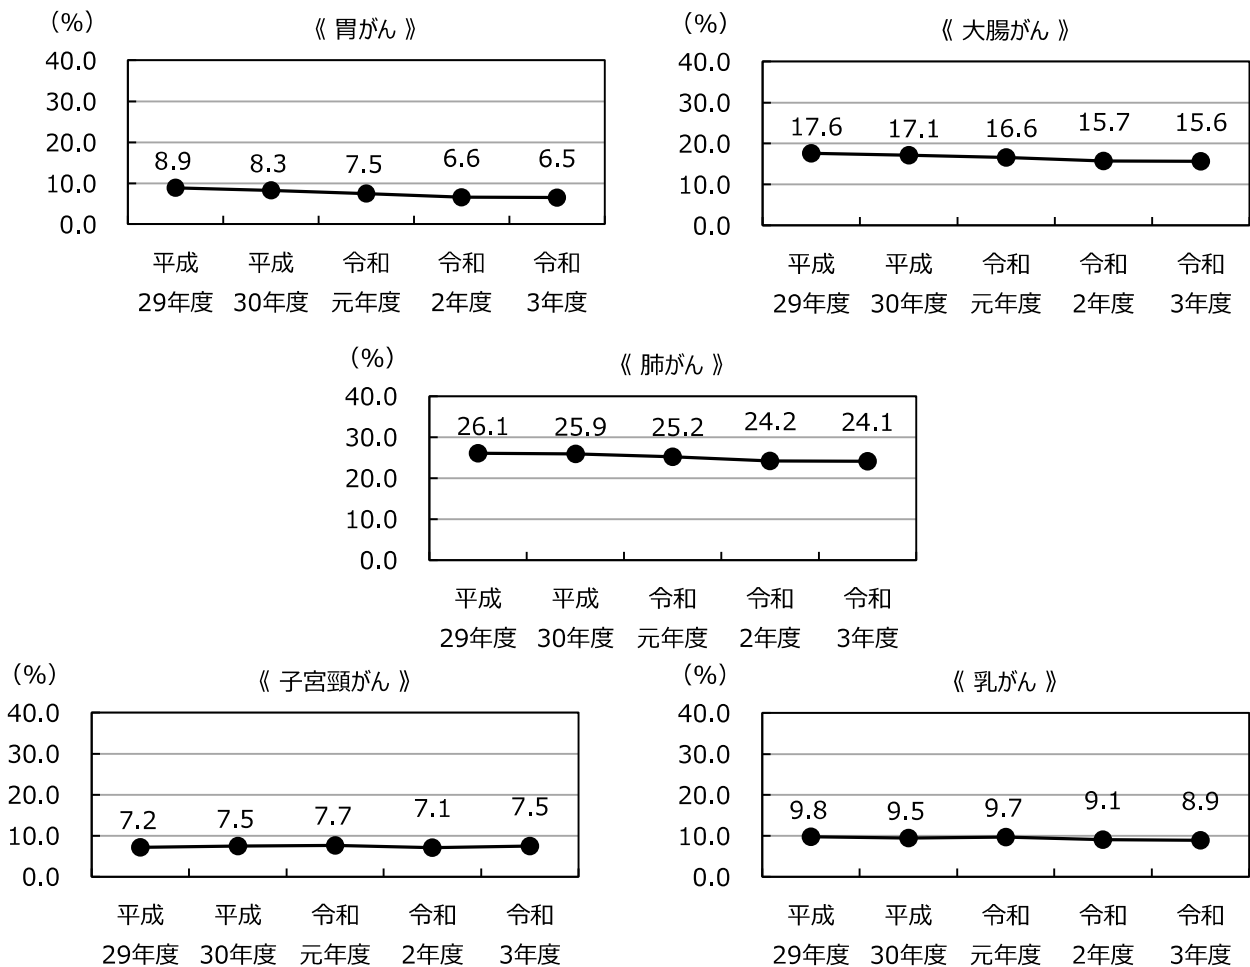 (%)
《 胃がん 》
40.0
30.0
20.0
10.0
0.0
8.9 8.3 7.5 6.6 6.5
平成 平成 令和 令和 令和
29年度 30年度 元年度 2年度 3年度
(%)
《 大腸がん 》
40.0
30.0
20.0
10.0
0.0
17.6 17.1 16.6 15.7 15.6
平成 平成 令和 令和 令和
29年度 30年度 元年度 2年度 3年度
(%)
《 肺がん 》
40.0
30.0
20.0
10.0
0.0
26.1 25.9 25.2 24.2 24.1
平成 平成 令和 令和 令和
29年度 30年度 元年度 2年度 3年度
(%)
《 子宮頸がん 》
40.0
30.0
20.0
10.0
0.0
7.2 7.5 7.7 7.1 7.5
平成 平成 令和 令和 令和
29年度 30年度 元年度 2年度 3年度
(%)
《 乳がん 》
40.0
30.0
20.0
10.0
0.0
9.8 9.5 9.7 9.1 8.9
平成 平成 令和 令和 令和
29年度 30年度 元年度 2年度 3年度